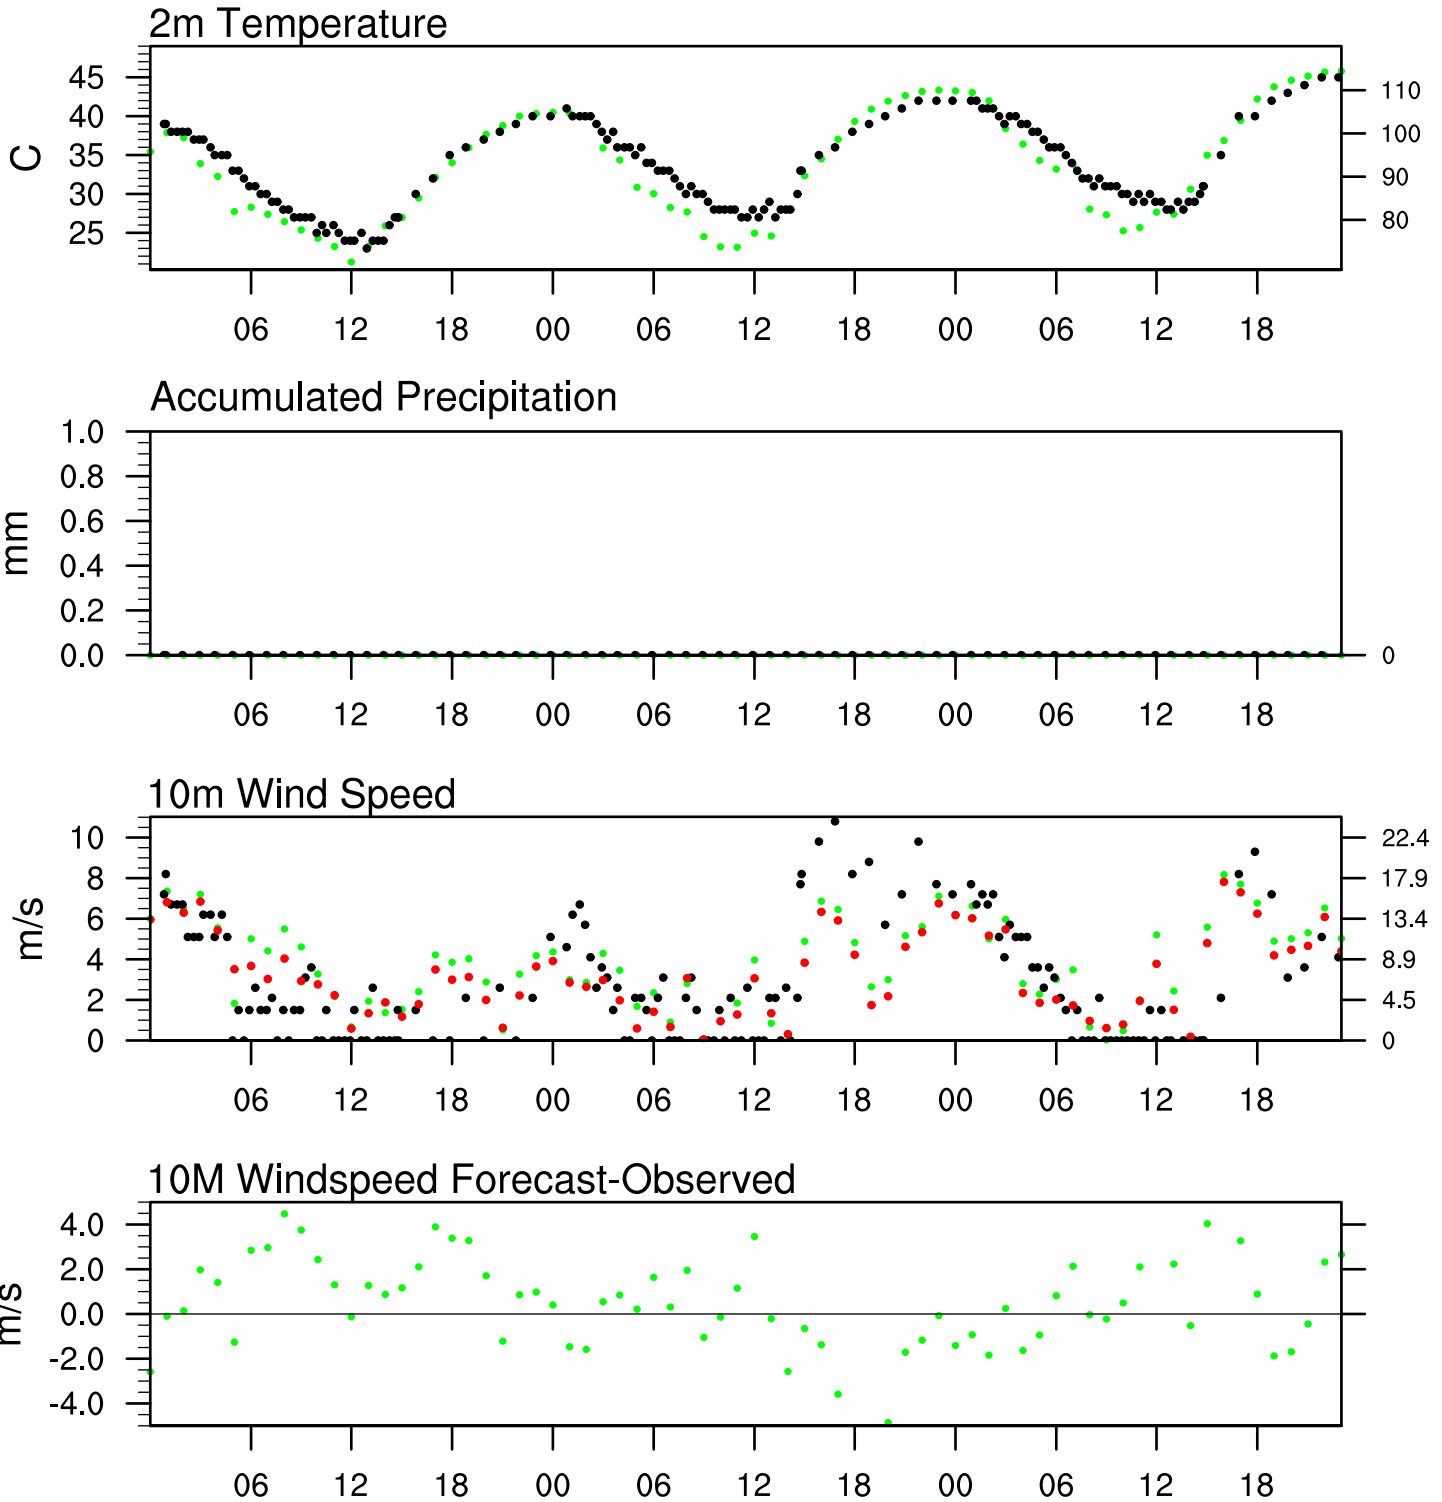 2m Temperature
45
40
35
30
25
C
110
100
90
80
06 12 18 00 06 12 18 00 06 12 18
Accumulated Precipitation
1.0
0.8
0.6
0.4
0.2
0.0
mm
0
06 12 18 00 06 12 18 00 06 12 18
10m Wind Speed
10
8
6
4
2
0
m/s
22.4
17.9
13.4
8.9
4.5
0
06 12 18 00 06 12 18 00 06 12 18
10M Windspeed Forecast-Observed
4.0
2.0
0.0
-2.0
-4.0
m/s
06 12 18 00 06 12 18 00 06 12 18